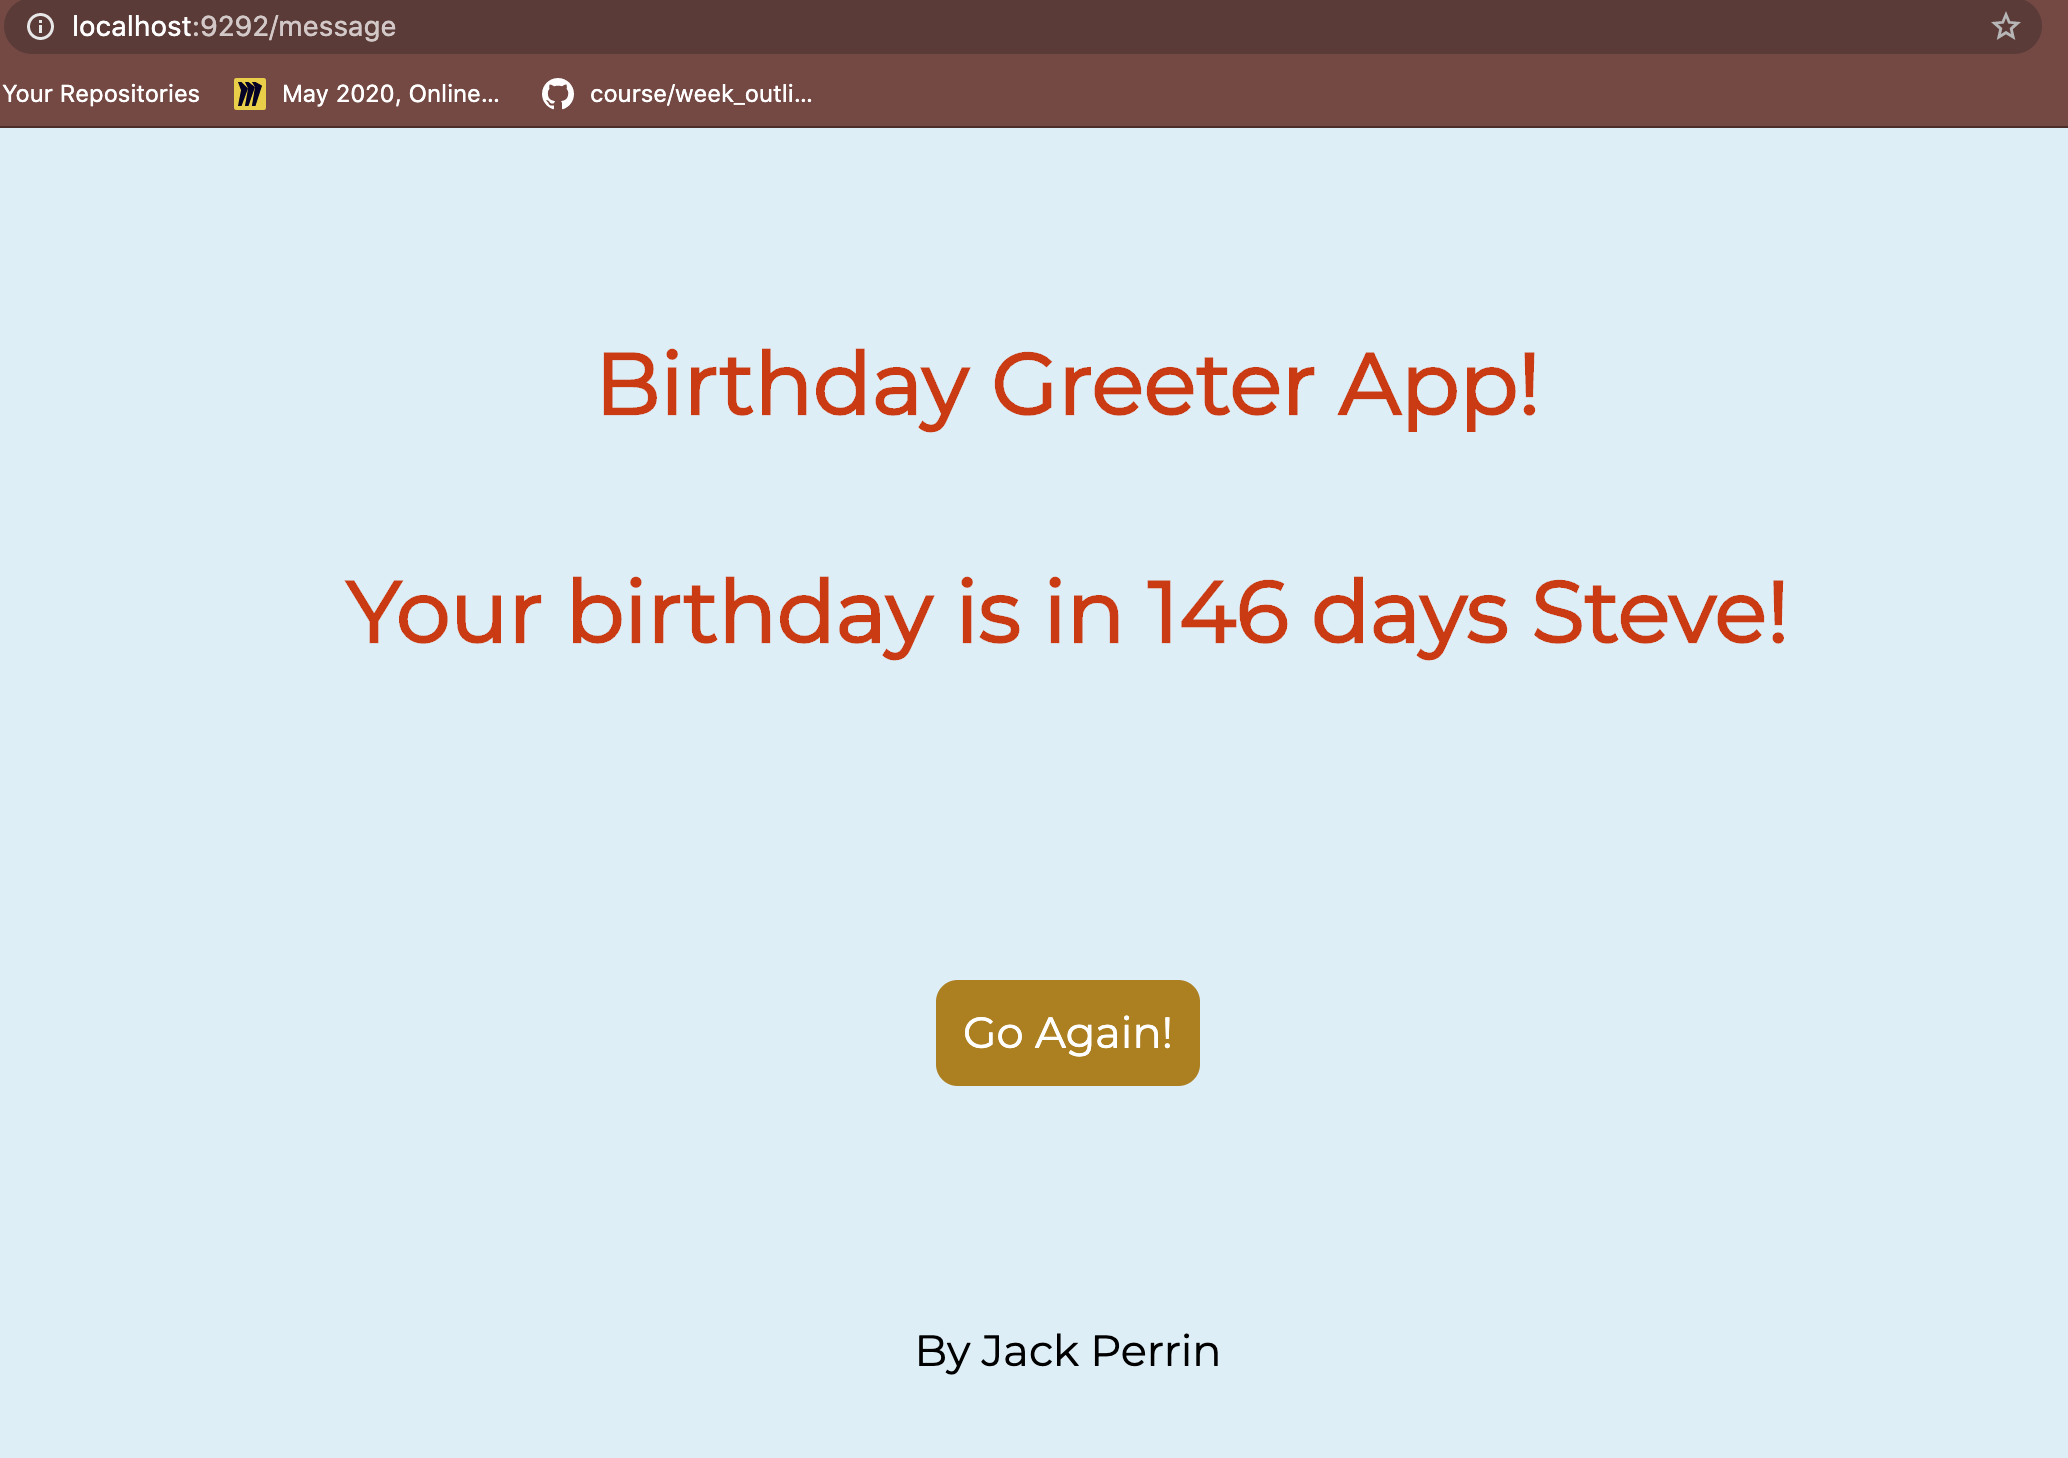 localhost:9292/message
Your Repositories May 2020, Online... course/week_outli...
Birthday Greeter App!
Your birthday is in 146 days Steve!
Go Again!
By Jack Perrin